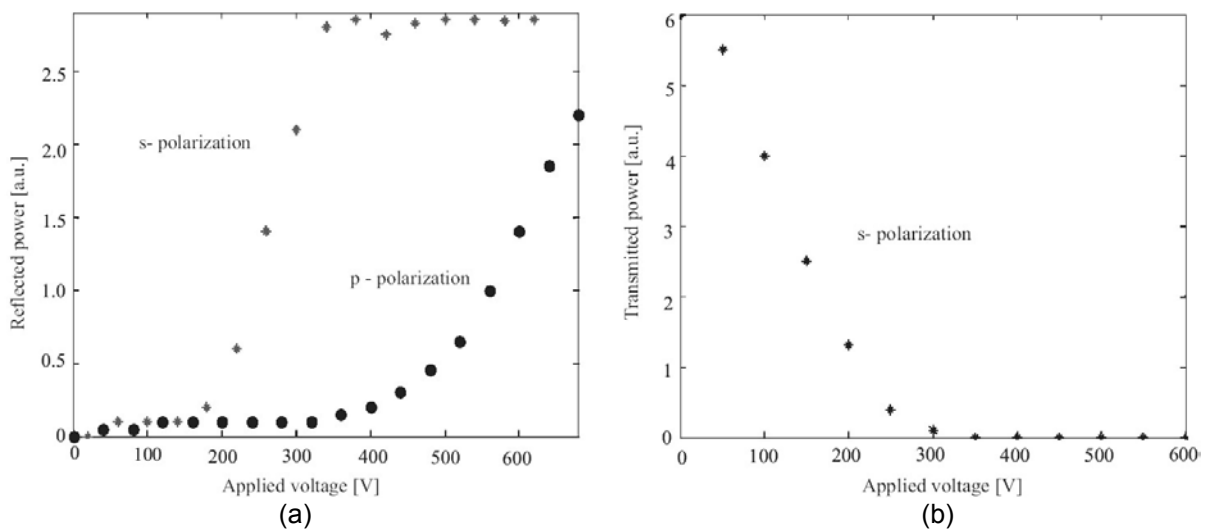 Reflected power [a.u.]
2.5
2.0
1.5
1.0
0.5
0
s- polarization
p - polarization
0 100 200 300 400 500 600
Applied voltage [V]
(a)
Transmitted power [a.u.]
6
5
4
3
2
1
0
s- polarization
0 100 200 300 400 500 600
Applied voltage [V]
(b)